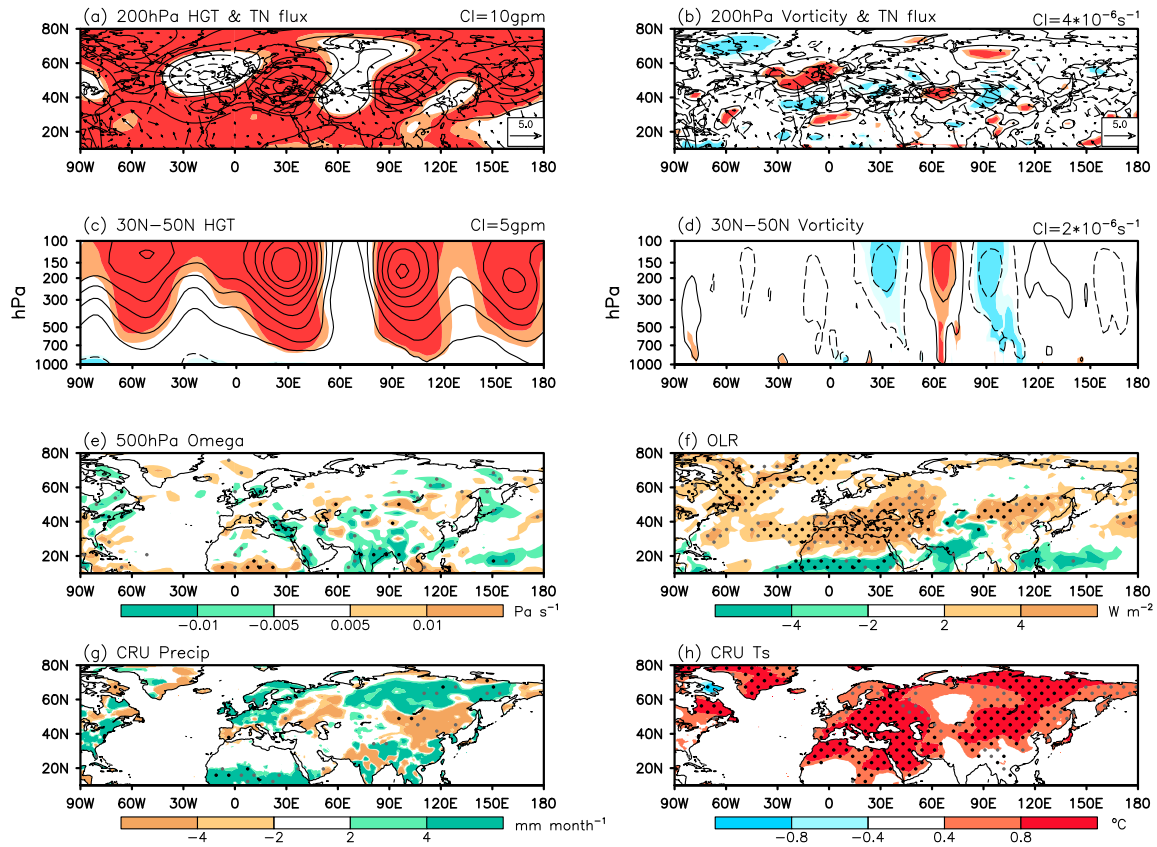 (a) 200hPa HGT & TN flux CI=10gpm
80N
60N
40N
20N
5.0
90W 60W 30W 0 30E 60E 90E 120E 150E 180
(b) 200hPa Vorticity & TN flux CI=4*10−6s−1
80N
60N
40N
20N
5.0
90W 60W 30W 0 30E 60E 90E 120E 150E 180
(c) 30N−50N HGT CI=5gpm
hPa
100
150
200
300
500
700
1000
90W 60W 30W 0 30E 60E 90E 120E 150E 180
(d) 30N−50N Vorticity CI=2*10−6s−1
hPa
100
150
200
300
500
700
1000
90W 60W 30W 0 30E 60E 90E 120E 150E 180
(e) 500hPa Omega
80N
60N
40N
20N
90W 60W 30W 0 30E 60E 90E 120E 150E 180
Pa s−1
−0.01 −0.005 0.005 0.01
(f) OLR
80N
60N
40N
20N
90W 60W 30W 0 30E 60E 90E 120E 150E 180
W m−2
−4 −2 2 4
(g) CRU Precip
80N
60N
40N
20N
90W 60W 30W 0 30E 60E 90E 120E 150E 180
mm month−1
−4 −2 2 4
(h) CRU Ts
80N
60N
40N
20N
90W 60W 30W 0 30E 60E 90E 120E 150E 180
°C
−0.8 −0.4 0.4 0.8